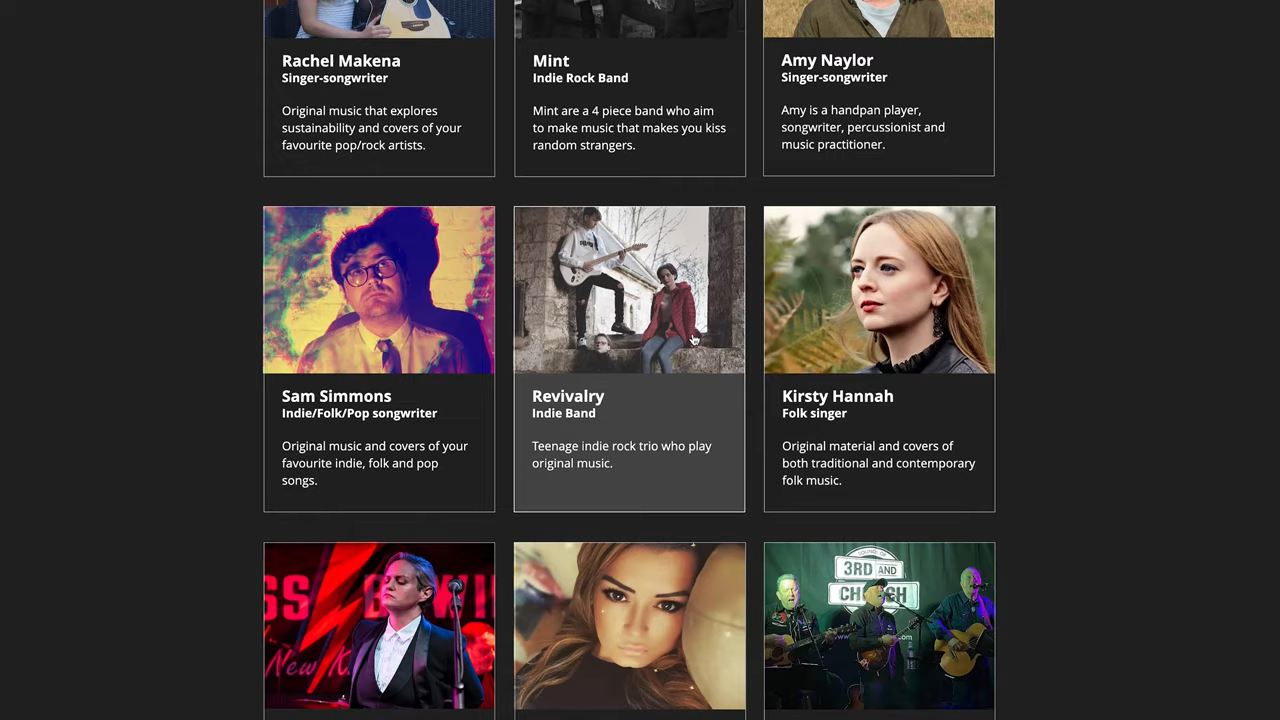 Rachel Makena
Singer-songwriter
Original music that explores
sustainability and covers of your
favourite pop/rock artists.
Mint
Indie Rock Band
Mint are a 4 piece band who aim
to make music that makes you kiss
random strangers.
Amy Naylor
Singer-songwriter
Amy is a handpan player,
songwriter, percussionist and
music practitioner.
Sam Simmons
Indie/Folk/Pop songwriter
Original music and covers of your
favourite indie, folk and pop
songs.
Revivalry
Indie Band
Teenage indie rock trio who play
original music.
Kirsty Hannah
Folk singer
Original material and covers of
both traditional and contemporary
folk music.
New
3RD AND